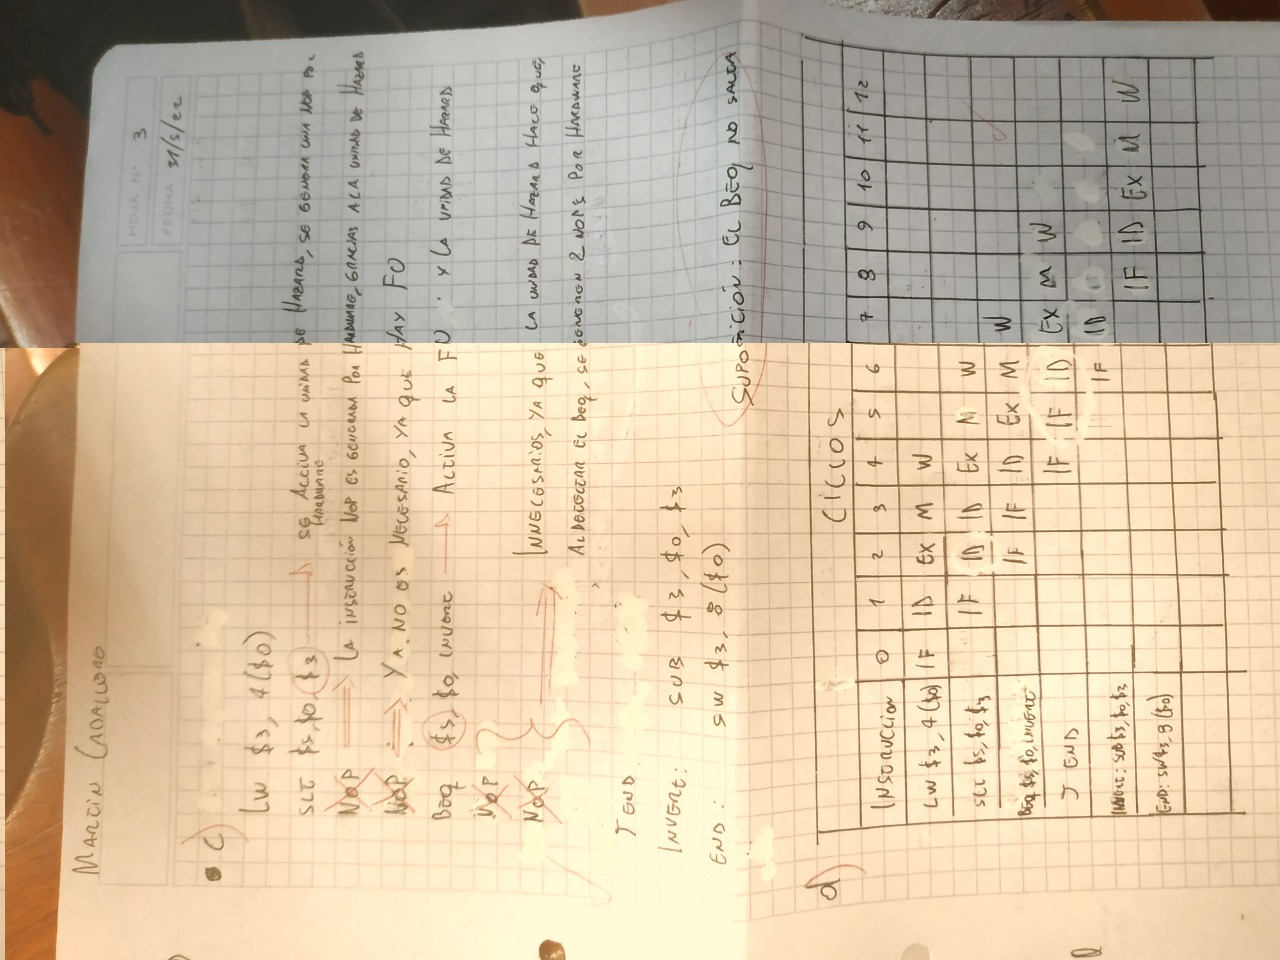 MARTIN
HOJA N° 3
FECHA 31/5/22
C)
LW $3, 4($0)
SLT $5, $0, $3 → SE ACTIVA LA UNIDAD DE HAZARD, SE GENERA UNA NOP POR
HARDWARE
NOP ⇒ LA INSTRUCCIÓN NOP ES GENERADA POR HARDWARE, GRACIAS A LA UNIDAD DE HAZARD
NOP ⇒ YA NO ES NECESARIO, YA QUE HAY FU
BEQ $5, $0, INVERT → ACTIVA LA FU x LA UNIDAD DE HAZARD
NOP
NOP ⇒ INNECESARIOS, YA QUE LA UNIDAD DE HAZARD HACE QUE,
AL DETECTAR EL BEQ, SE GENEREN 2 NOPS POR HARDWARE
J END
INVERT: SUB $3, $0, $3
END: SW $3, 8($0)
SUPOSICIÓN: EL BEQ NO SALTA
d)
CICLOS
INSTRUCCION 0 1 2 3 4 5 6 7 8 9 10 11 12
LW $3, 4($0) IF ID EX M W
SLT $5, $0, $3 IF ID ID EX M W
BEQ $5, $0, INVERT IF IF ID EX M W
J END IF IF ID EX M W
INVERT: SUB $3, $0, $3 IF ID
END: SW $3, 8($0) IF ID EX M W